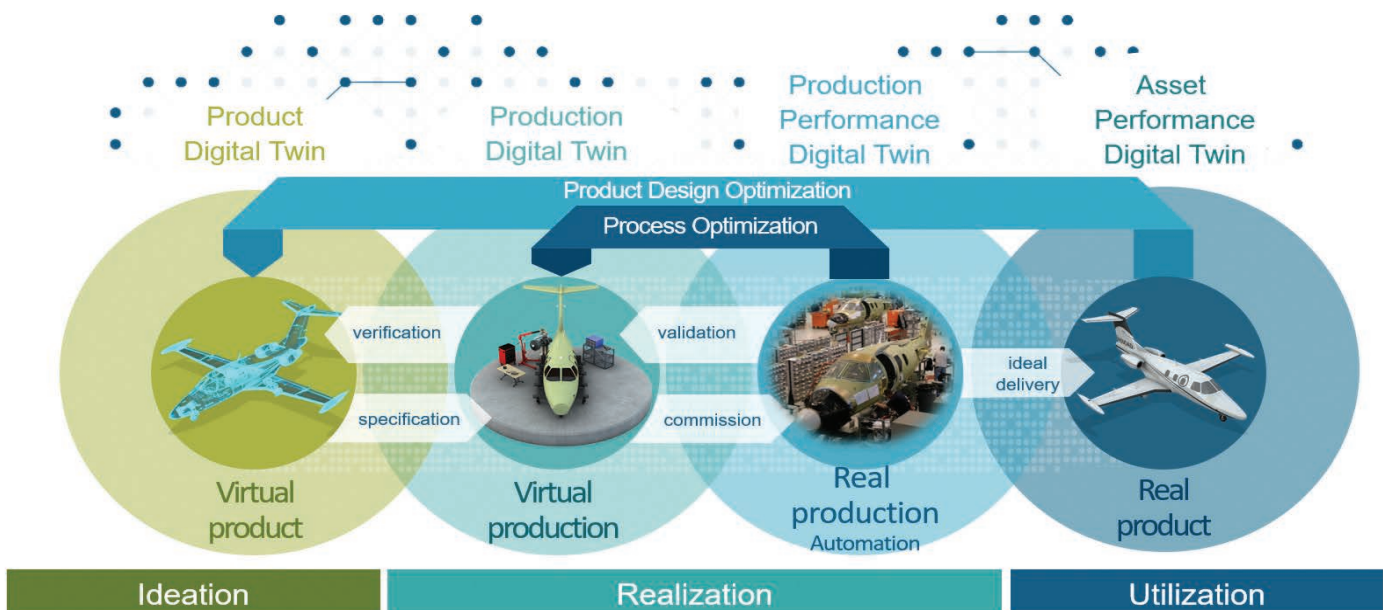 Product
Digital Twin
Production
Digital Twin
Production
Performance
Digital Twin
Asset
Performance
Digital Twin
Product Design Optimization
Process Optimization
verification
validation
ideal
delivery
specification
commission
Virtual
product
Virtual
production
Real
production
Automation
Real
product
Ideation
Realization
Utilization